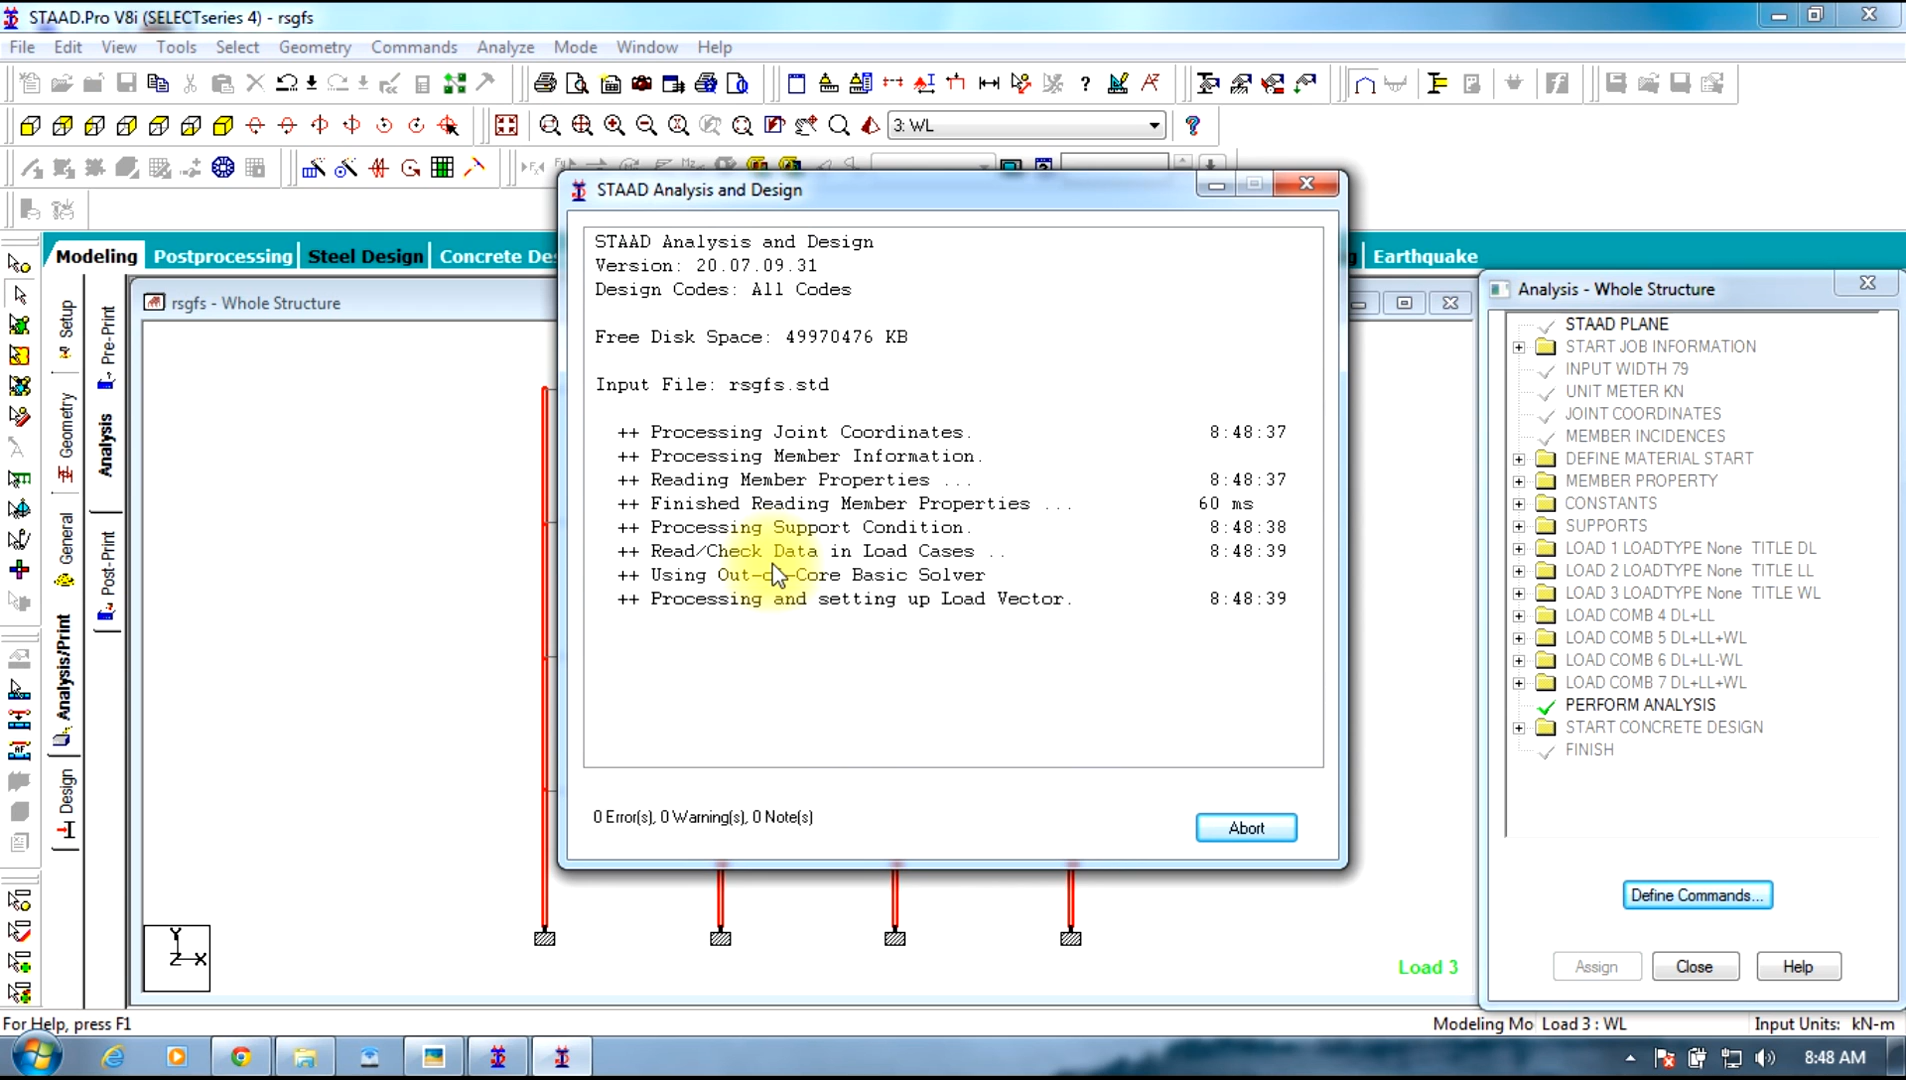 STAAD.Pro V8i (SELECTseries 4) - rsgfs
File Edit View Tools Select Geometry Commands Analyze Mode Window Help
3: WL
Modeling Postprocessing Steel Design Concrete De Earthquake
rsgfs - Whole Structure
Setup
Geometry
General
Analysis/Print
Design
Pre-Print
Analysis
Post-Print
STAAD Analysis and Design
STAAD Analysis and Design
Version: 20.07.09.31
Design Codes: All Codes
Free Disk Space: 49970476 KB
Input File: rsgfs.std
++ Processing Joint Coordinates. 8:48:37
++ Processing Member Information.
++ Reading Member Properties ... 8:48:37
++ Finished Reading Member Properties ... 60 ms
++ Processing Support Condition. 8:48:38
++ Read/Check Data in Load Cases .. 8:48:39
++ Using Out-of-Core Basic Solver
++ Processing and setting up Load Vector. 8:48:39
0 Error(s), 0 Warning(s), 0 Note(s)
Abort
Analysis - Whole Structure
STAAD PLANE
START JOB INFORMATION
INPUT WIDTH 79
UNIT METER KN
JOINT COORDINATES
MEMBER INCIDENCES
DEFINE MATERIAL START
MEMBER PROPERTY
CONSTANTS
SUPPORTS
LOAD 1 LOADTYPE None TITLE DL
LOAD 2 LOADTYPE None TITLE LL
LOAD 3 LOADTYPE None TITLE WL
LOAD COMB 4 DL+LL
LOAD COMB 5 DL+LL+WL
LOAD COMB 6 DL+LL-WL
LOAD COMB 7 DL+LL+WL
PERFORM ANALYSIS
START CONCRETE DESIGN
FINISH
Define Commands...
Assign Close Help
Y
Z X
Load 3
For Help, press F1
Modeling Mo Load 3 : WL Input Units: kN-m
8:48 AM